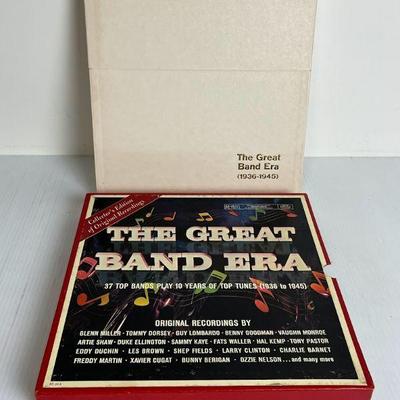 The Great
Band Era
(1936-1945)
Collector's Edition
of Original Recordings
THE GREAT
BAND ERA
37 TOP BANDS PLAY 10 YEARS OF TOP TUNES (1936 to 1945)
ORIGINAL RECORDINGS BY
GLENN MILLER · TOMMY DORSEY · GUY LOMBARDO · BENNY GOODMAN · VAUGHN MONROE
ARTIE SHAW · DUKE ELLINGTON · SAMMY KAYE · FATS WALLER · HAL KEMP · TONY PASTOR
EDDY DUCHIN · LES BROWN · SHEP FIELDS · LARRY CLINTON · CHARLIE BARNET
FREDDY MARTIN · XAVIER CUGAT · BUNNY BERIGAN · OZZIE NELSON ...and many more